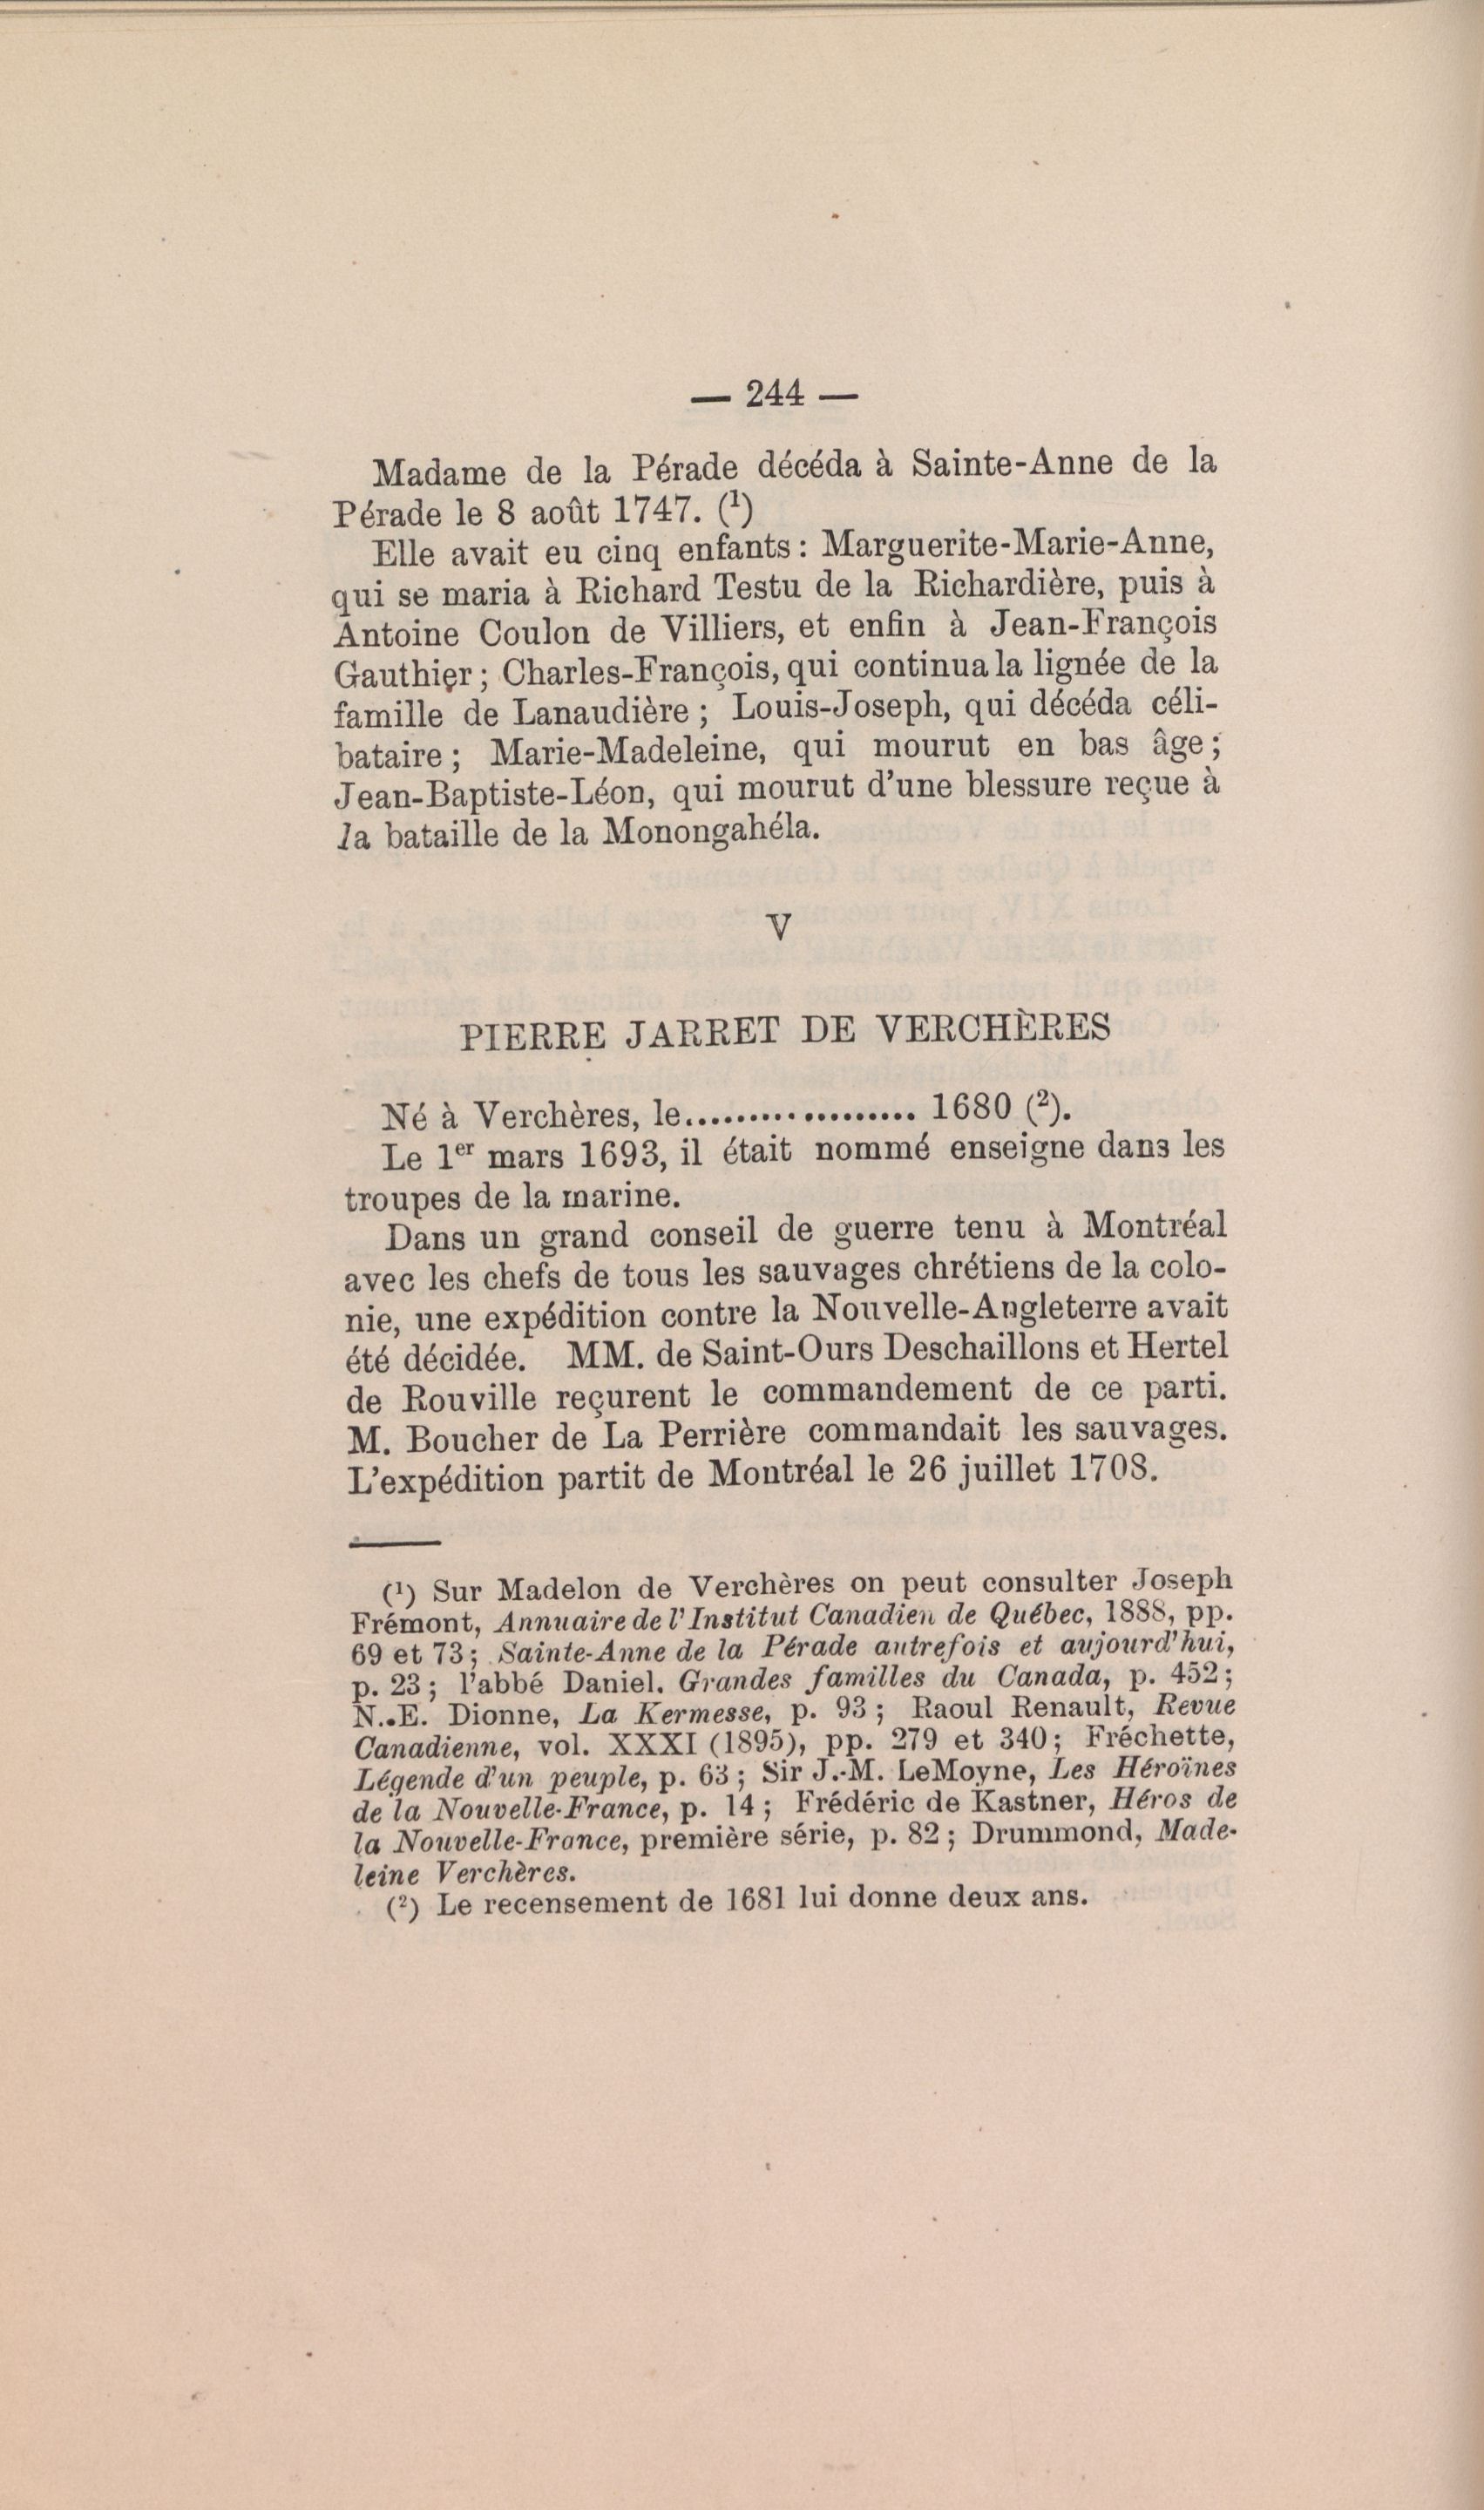 — 244 —
Madame de la Pérade décéda à Sainte-Anne de la
Pérade le 8 août 1747. (¹)
Elle avait eu cinq enfants : Marguerite-Marie-Anne,
qui se maria à Richard Testu de la Richardière, puis à
Antoine Coulon de Villiers, et enfin à Jean-François
Gauthier ; Charles-François, qui continua la lignée de la
famille de Lanaudière ; Louis-Joseph, qui décéda céli-
bataire ; Marie-Madeleine, qui mourut en bas âge ;
Jean-Baptiste-Léon, qui mourut d'une blessure reçue à
la bataille de la Monongahéla.
V
PIERRE JARRET DE VERCHÈRES
Né à Verchères, le................... 1680 (²).
Le 1er mars 1693, il était nommé enseigne dans les
troupes de la marine.
Dans un grand conseil de guerre tenu à Montréal
avec les chefs de tous les sauvages chrétiens de la colo-
nie, une expédition contre la Nouvelle-Angleterre avait
été décidée. MM. de Saint-Ours Deschaillons et Hertel
de Rouville reçurent le commandement de ce parti.
M. Boucher de La Perrière commandait les sauvages.
L'expédition partit de Montréal le 26 juillet 1708.
(¹) Sur Madelon de Verchères on peut consulter Joseph
Frémont, Annuaire de l'Institut Canadien de Québec, 1888, pp.
69 et 73 ; Sainte-Anne de la Pérade autrefois et aujourd'hui,
p. 23 ; l'abbé Daniel. Grandes familles du Canada, p. 452 ;
N.-E. Dionne, La Kermesse, p. 93 ; Raoul Renault, Revue
Canadienne, vol. XXXI (1895), pp. 279 et 340 ; Fréchette,
Légende d'un peuple, p. 63 ; Sir J.-M. LeMoyne, Les Héroïnes
de la Nouvelle-France, p. 14 ; Frédéric de Kastner, Héros de
la Nouvelle-France, première série, p. 82 ; Drummond, Made-
leine Verchères.
(²) Le recensement de 1681 lui donne deux ans.